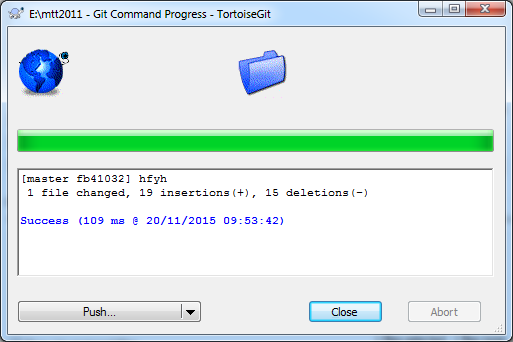 E:\mtt2011 - Git Command Progress - TortoiseGit
[master fb41032] hfyh
1 file changed, 19 insertions(+), 15 deletions(-)
Success (109 ms @ 20/11/2015 09:53:42)
Push...
Close
Abort